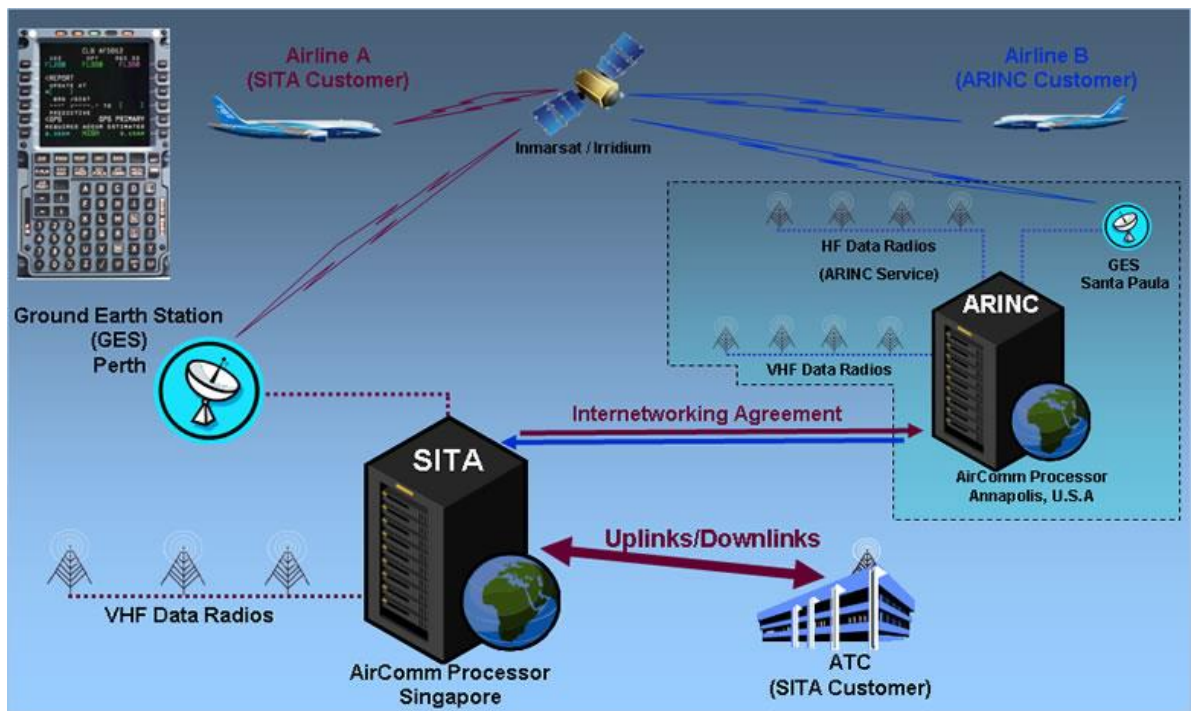 CLB AFS012
Airline A
(SITA Customer)
Airline B
(ARINC Customer)
Inmarsat / Irridium
HF Data Radios
(ARINC Service)
GES
Santa Paula
ARINC
Ground Earth Station
(GES)
Perth
VHF Data Radios
Internetworking Agreement
SITA
AirComm Processor
Annapolis, U.S.A
Uplinks/Downlinks
VHF Data Radios
ATC
(SITA Customer)
AirComm Processor
Singapore